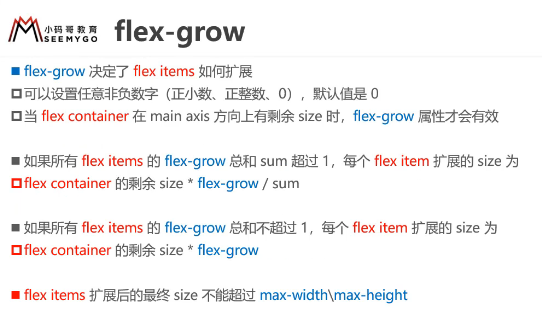 小码哥教育
SEEMYGO
flex-grow
flex-grow 决定了 flex items 如何扩展
可以设置任意非负数字（正小数、正整数、0），默认值是 0
当 flex container 在 main axis 方向上有剩余 size 时，flex-grow 属性才会有效
如果所有 flex items 的 flex-grow 总和 sum 超过 1，每个 flex item 扩展的 size 为
flex container 的剩余 size * flex-grow / sum
如果所有 flex items 的 flex-grow 总和不超过 1，每个 flex item 扩展的 size 为
flex container 的剩余 size * flex-grow
flex items 扩展后的最终 size 不能超过 max-width\max-height